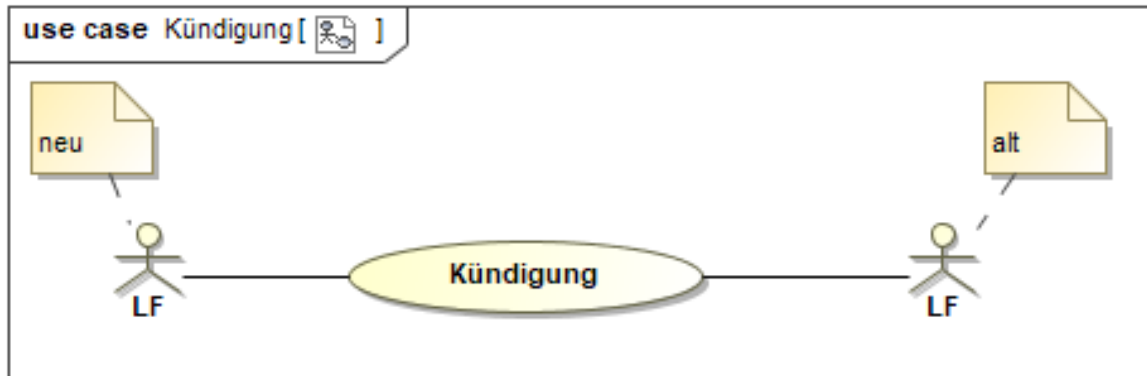 use case Kündigung [ ]
neu
alt
Kündigung
LF
LF